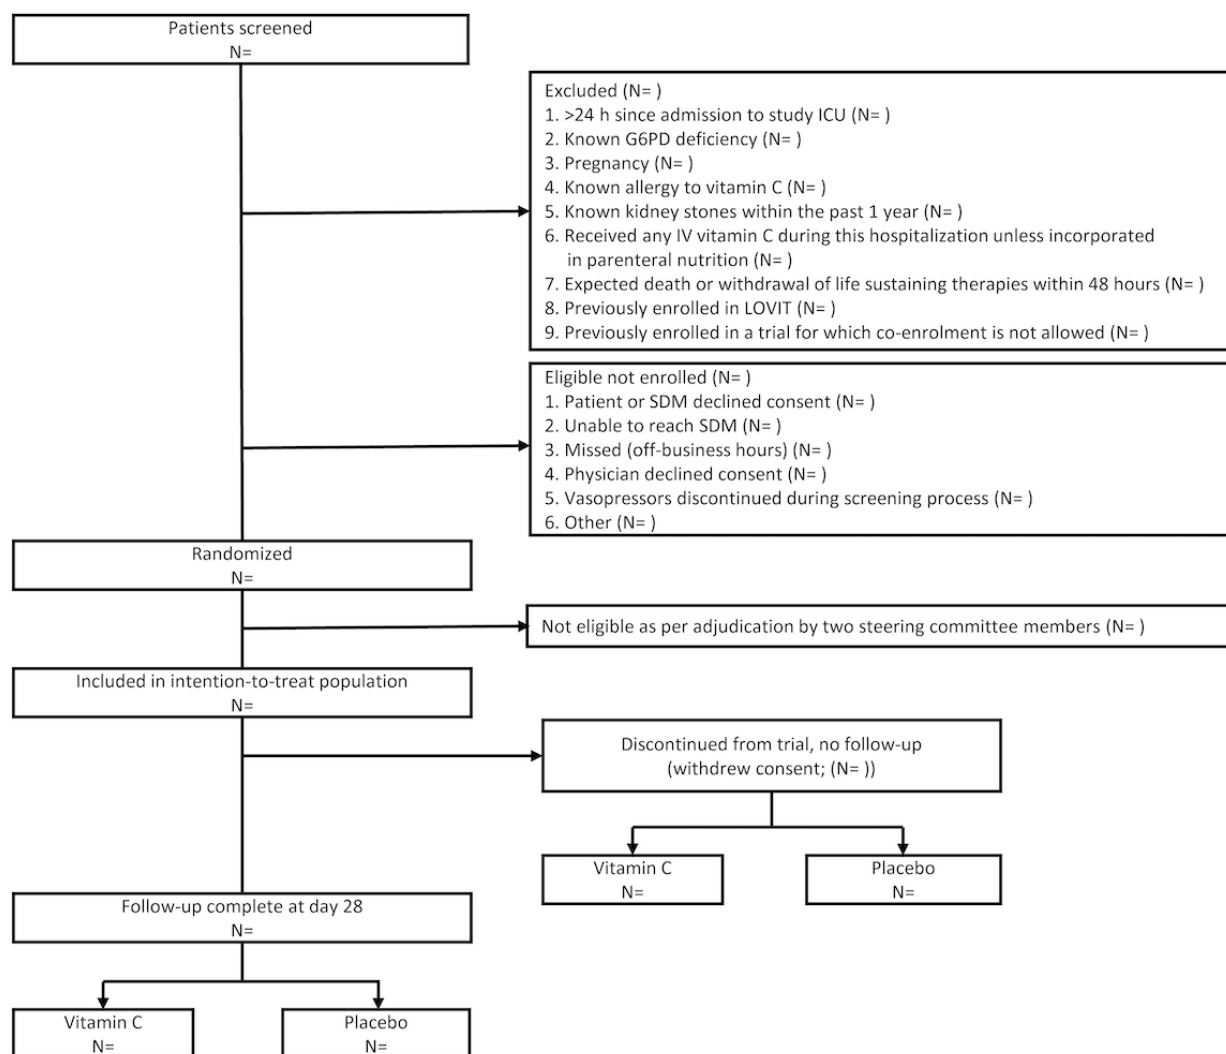 Patients screened
N=
Excluded (N= )
1. >24 h since admission to study ICU (N= )
2. Known G6PD deficiency (N= )
3. Pregnancy (N= )
4. Known allergy to vitamin C (N= )
5. Known kidney stones within the past 1 year (N= )
6. Received any IV vitamin C during this hospitalization unless incorporated
in parenteral nutrition (N= )
7. Expected death or withdrawal of life sustaining therapies within 48 hours (N= )
8. Previously enrolled in LOVIT (N= )
9. Previously enrolled in a trial for which co-enrolment is not allowed (N= )
Eligible not enrolled (N= )
1. Patient or SDM declined consent (N= )
2. Unable to reach SDM (N= )
3. Missed (off-business hours) (N= )
4. Physician declined consent (N= )
5. Vasopressors discontinued during screening process (N= )
6. Other (N= )
Randomized
N=
Not eligible as per adjudication by two steering committee members (N= )
Included in intention-to-treat population
N=
Discontinued from trial, no follow-up
(withdrew consent; (N= ))
Vitamin C
N=
Placebo
N=
Follow-up complete at day 28
N=
Vitamin C
N=
Placebo
N=